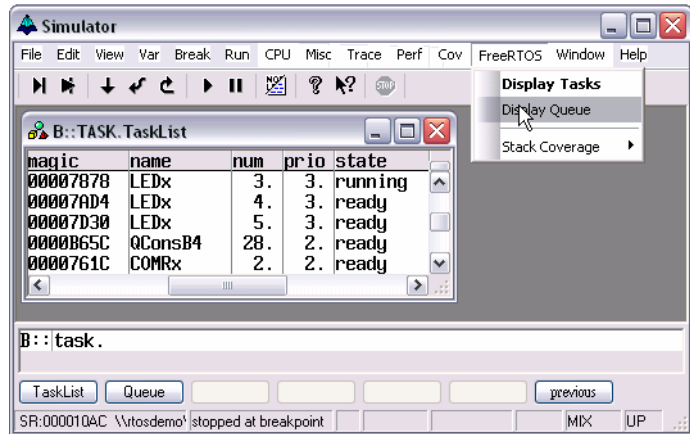 Simulator
File Edit View Var Break Run CPU Misc Trace Perf Cov FreeRTOS Window Help
Display Tasks
Display Queue
Stack Coverage
B::TASK.TaskList
magic name num prio state
00007878 LEDx 3. 3. running
00007AD4 LEDx 4. 3. ready
00007D30 LEDx 5. 3. ready
0000B65C QConsB4 28. 2. ready
0000761C COMRx 2. 2. ready
B::task.
TaskList Queue previous
SR:000010AC \\rtosdemo\ stopped at breakpoint MIX UP